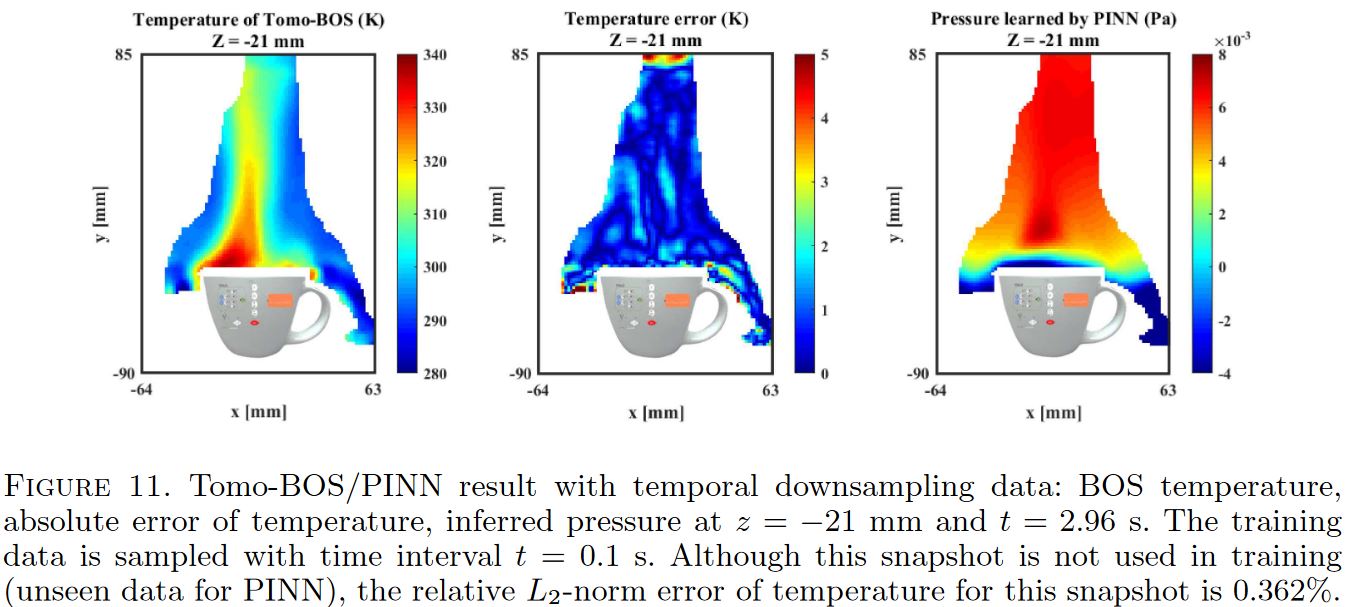 Temperature of Tomo-BOS (K)
Z = -21 mm
85
-90
-64
63
x [mm]
y [mm]
340
330
320
310
300
290
280
Temperature error (K)
Z = -21 mm
85
-90
-64
63
x [mm]
y [mm]
5
4
3
2
1
0
Pressure learned by PINN (Pa)
Z = -21 mm
85
-90
-64
63
x [mm]
y [mm]
×10⁻³
8
6
4
2
0
-2
-4
FIGURE 11. Tomo-BOS/PINN result with temporal downsampling data: BOS temperature,
absolute error of temperature, inferred pressure at z = −21 mm and t = 2.96 s. The training
data is sampled with time interval t = 0.1 s. Although this snapshot is not used in training
(unseen data for PINN), the relative L₂-norm error of temperature for this snapshot is 0.362%.